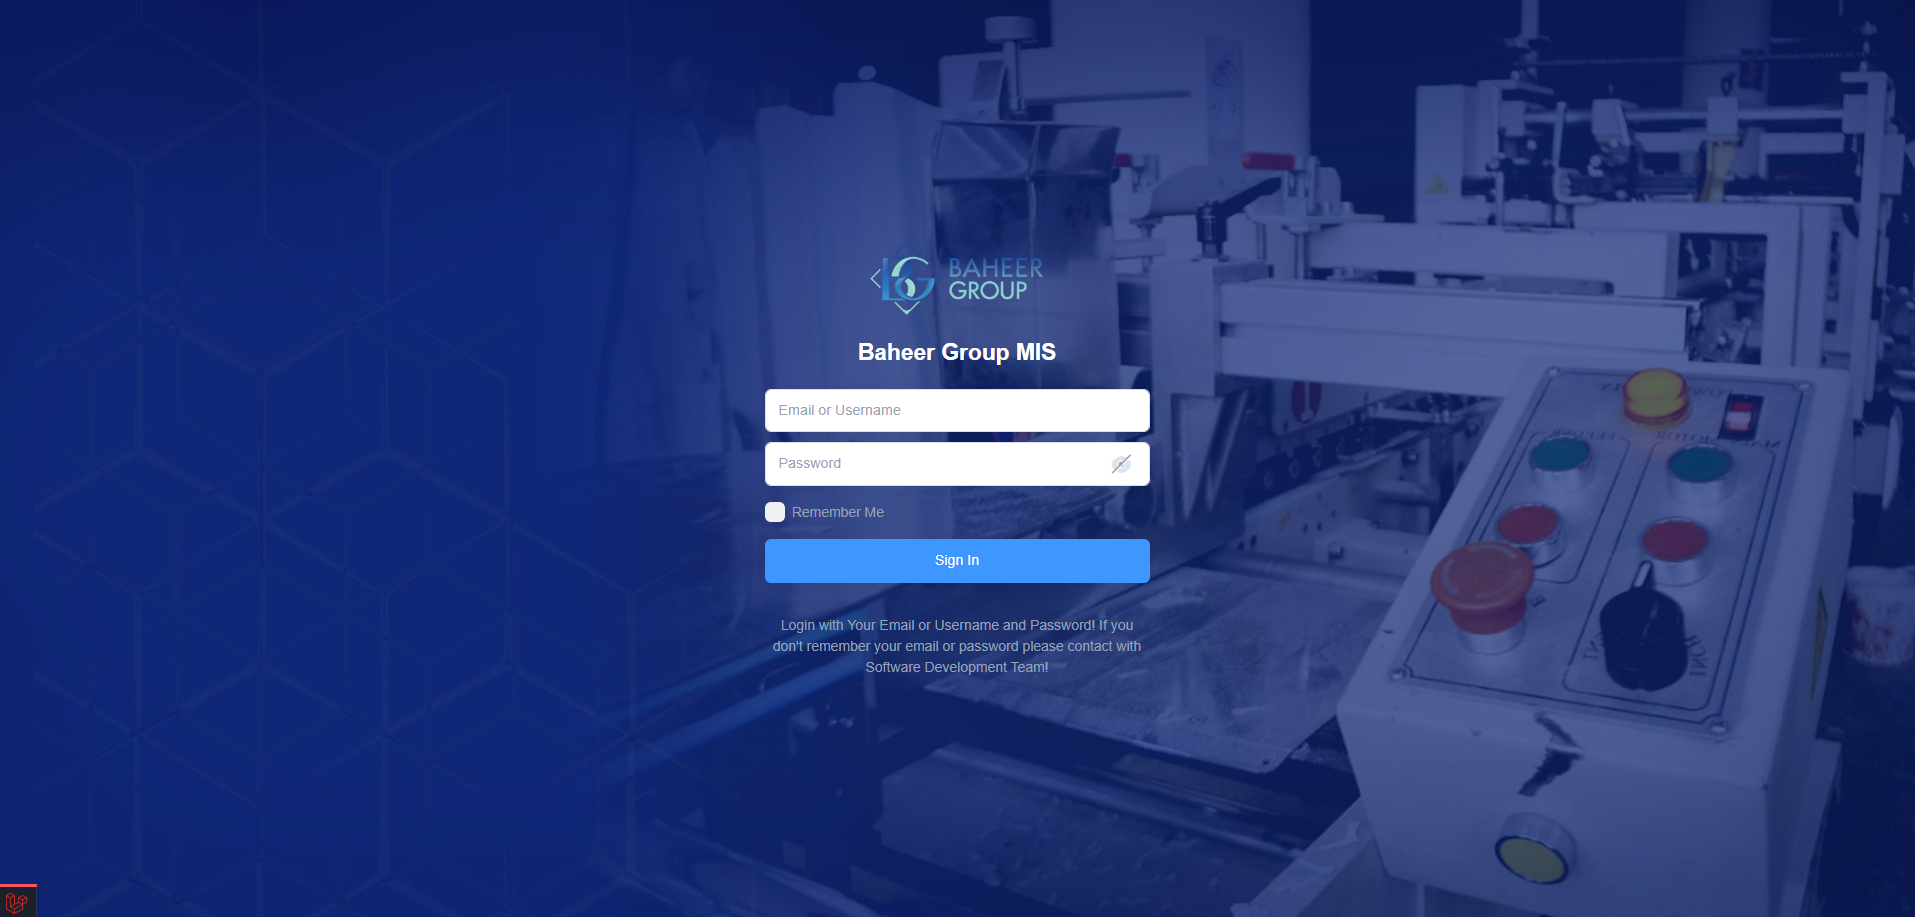 BAHEER
GROUP
Baheer Group MIS
Email or Username
Password
Remember Me
Sign In
Login with Your Email or Username and Password! If you
don't remember your email or password please contact with
Software Development Team!